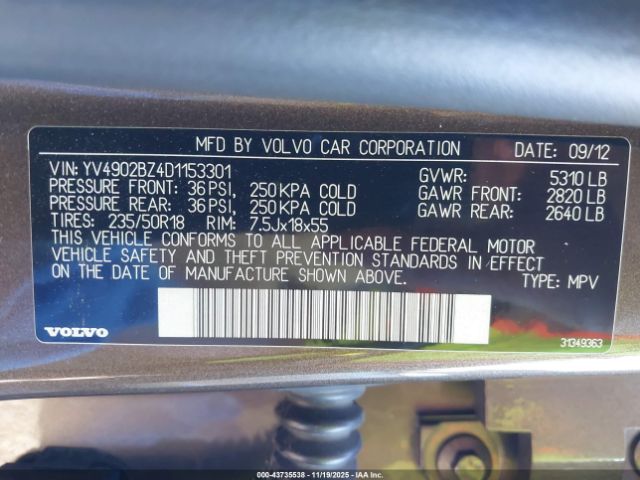 MFD BY VOLVO CAR CORPORATION DATE: 09/12
VIN: YV4902BZ4D1153301
PRESSURE FRONT: 36 PSI, 250 KPA COLD
PRESSURE REAR: 36 PSI, 250 KPA COLD
TIRES: 235/50R18 RIM: 7.5Jx18x55
GVWR: 5310 LB
GAWR FRONT: 2820 LB
GAWR REAR: 2640 LB
THIS VEHICLE CONFORMS TO ALL APPLICABLE FEDERAL MOTOR
VEHICLE SAFETY AND THEFT PREVENTION STANDARDS IN EFFECT
ON THE DATE OF MANUFACTURE SHOWN ABOVE. TYPE: MPV
VOLVO 31349363
000-43735538 - 11/19/2025 - IAAI.COM